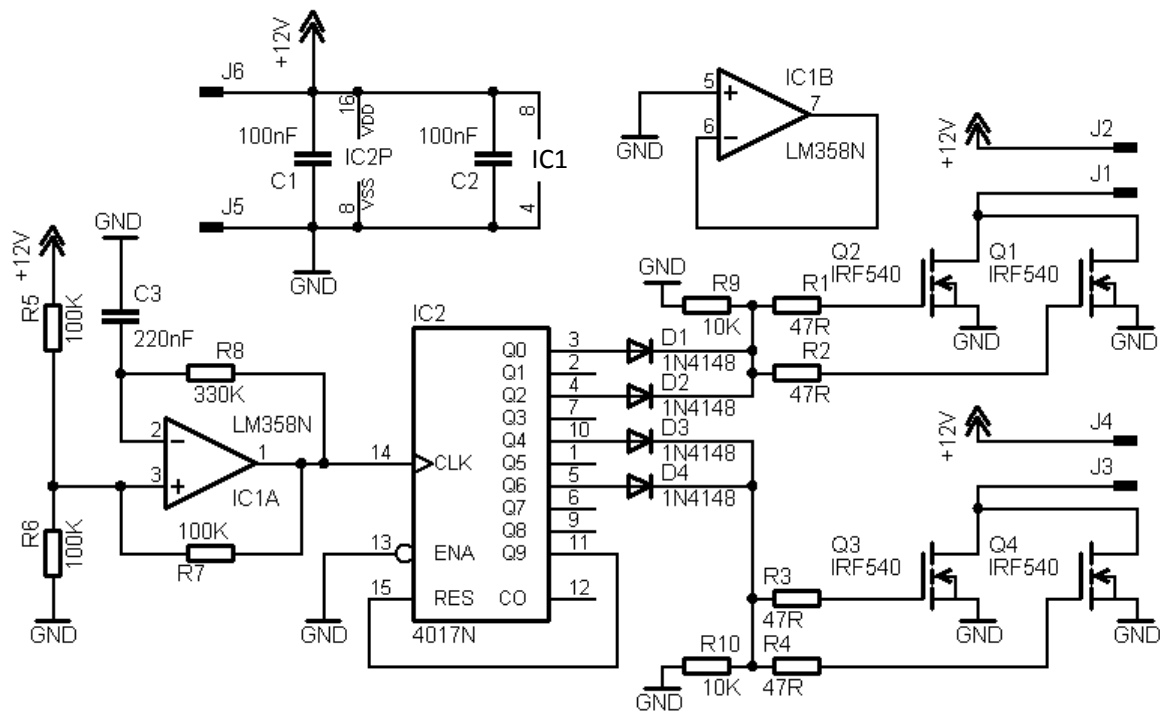 +12V
J6
16
VDD
8
100nF
C1
IC2P
100nF
C2
IC1
VSS
8
4
J5
GND
IC1B
5
+
6
-
7
LM358N
GND
+12V
J2
J1
Q2
IRF540
Q1
IRF540
GND
GND
GND
R9
10K
R1
47R
R2
47R
GND
+12V
R5
100K
C3
220nF
R8
330K
LM358N
2
-
3
+
1
IC1A
R6
100K
100K
R7
GND
IC2
14
CLK
13
ENA
15
RES
GND
4017N
Q0
3
Q1
2
Q2
4
Q3
7
Q4
10
Q5
1
Q6
5
Q7
6
Q8
9
Q9
11
CO
12
D1
1N4148
D2
1N4148
D3
1N4148
D4
1N4148
+12V
J4
J3
Q3
IRF540
Q4
IRF540
GND
GND
R3
47R
R10
10K
R4
47R
GND